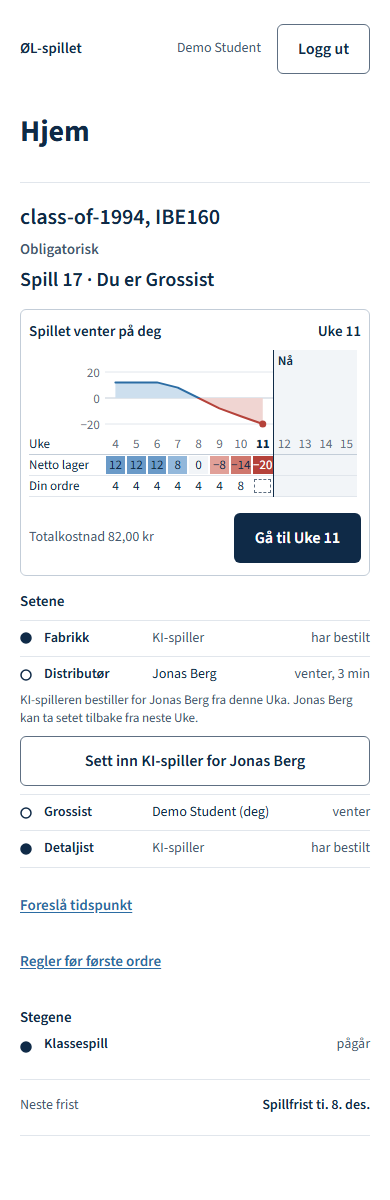 ØL-spillet Demo Student Logg ut
Hjem
class-of-1994, IBE160
Obligatorisk
Spill 17 · Du er Grossist
Spillet venter på deg Uke 11
Nå
20
0
−20
Uke 4 5 6 7 8 9 10 11 12 13 14 15
Netto lager 12 12 12 8 0 −8 −14 −20
Din ordre 4 4 4 4 4 4 8
Totalkostnad 82,00 kr Gå til Uke 11
Setene
Fabrikk KI-spiller har bestilt
Distributør Jonas Berg venter, 3 min
KI-spilleren bestiller for Jonas Berg fra denne Uka. Jonas Berg
kan ta setet tilbake fra neste Uke.
Sett inn KI-spiller for Jonas Berg
Grossist Demo Student (deg) venter
Detaljist KI-spiller har bestilt
Foreslå tidspunkt
Regler før første ordre
Stegene
Klassespill pågår
Neste frist Spillfrist ti. 8. des.